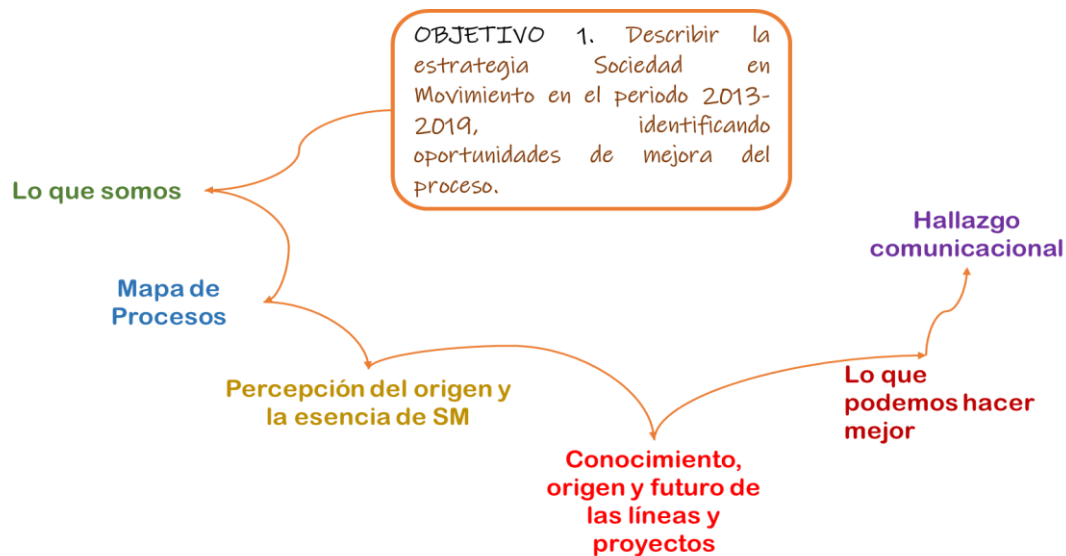 OBJETIVO 1. Describir la
estrategia Sociedad en
Movimiento en el periodo 2013-
2019, identificando
oportunidades de mejora del
proceso.
Lo que somos
Mapa de
Procesos
Percepción del origen y
la esencia de SM
Conocimiento,
origen y futuro de
las líneas y
proyectos
Lo que
podemos hacer
mejor
Hallazgo
comunicacional